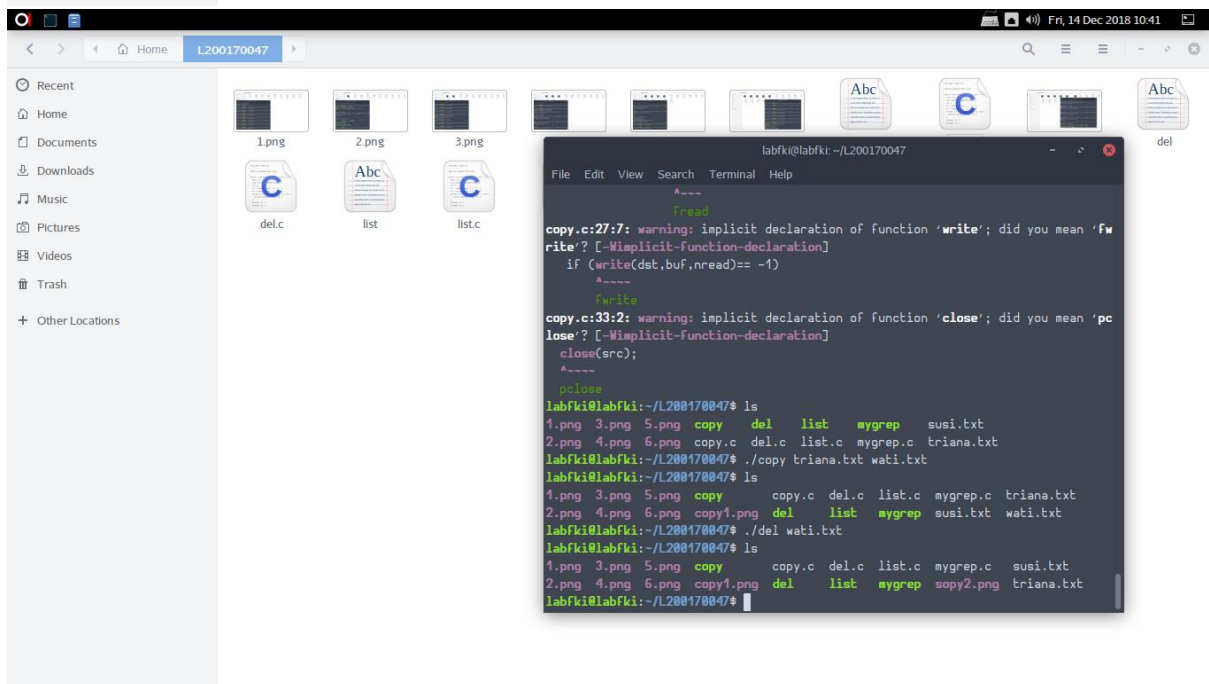 Fri, 14 Dec 2018 10:41
Home L200170047
Recent
Home
Documents
Downloads
Music
Pictures
Videos
Trash
+ Other Locations
1.png 2.png 3.png del
del.c list list.c
Abc
C
Abc
C
Abc
C
labfki@labfki: ~/L200170047
File Edit View Search Terminal Help
^~~~
fread
copy.c:27:7: warning: implicit declaration of function ‘write’; did you mean ‘fw
rite’? [-Wimplicit-function-declaration]
if (write(dst,buf,nread)== -1)
^~~~~
fwrite
copy.c:33:2: warning: implicit declaration of function ‘close’; did you mean ‘pc
lose’? [-Wimplicit-function-declaration]
close(src);
^~~~~
pclose
labfki@labfki:~/L200170047$ ls
1.png 3.png 5.png copy del list mygrep susi.txt
2.png 4.png 6.png copy.c del.c list.c mygrep.c triana.txt
labfki@labfki:~/L200170047$ ./copy triana.txt wati.txt
labfki@labfki:~/L200170047$ ls
1.png 3.png 5.png copy copy.c del.c list.c mygrep.c triana.txt
2.png 4.png 6.png copy1.png del list mygrep susi.txt wati.txt
labfki@labfki:~/L200170047$ ./del wati.txt
labfki@labfki:~/L200170047$ ls
1.png 3.png 5.png copy copy.c del.c list.c mygrep.c susi.txt
2.png 4.png 6.png copy1.png del list mygrep sopy2.png triana.txt
labfki@labfki:~/L200170047$